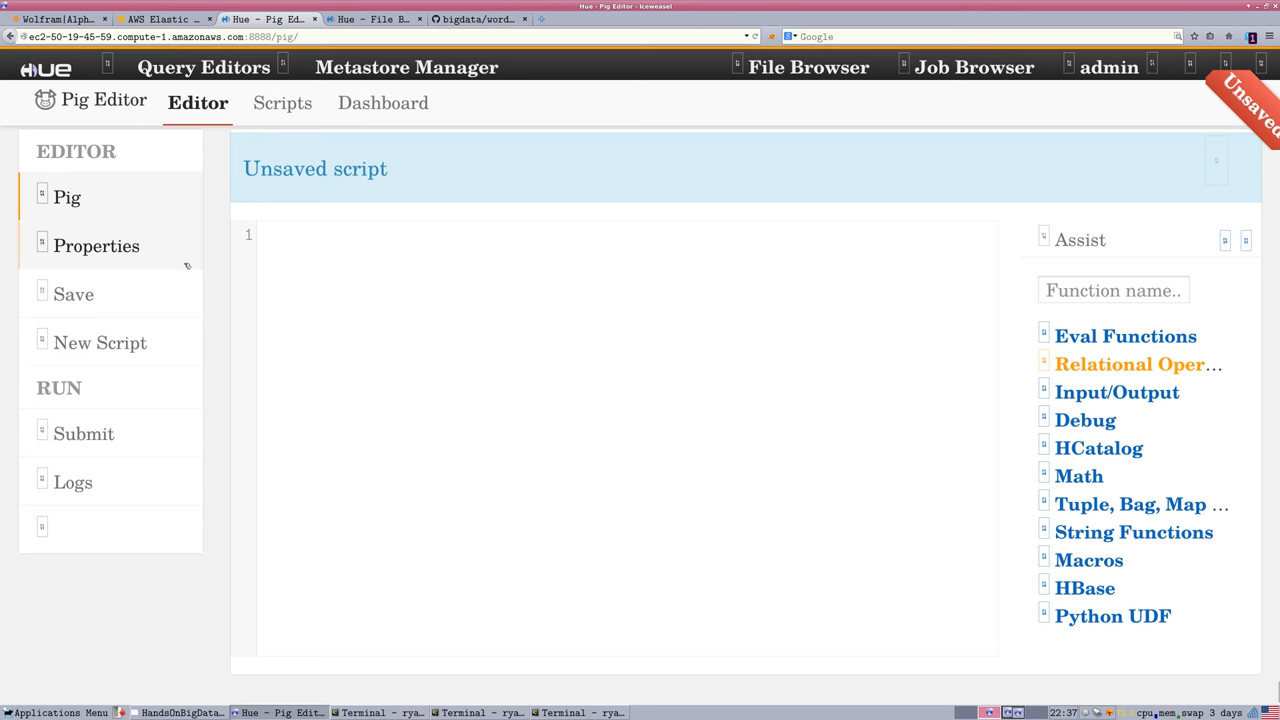 Hue - Pig Editor - Iceweasel
Wolfram|Alph...
AWS Elastic ...
Hue - Pig Ed...
Hue - File B...
bigdata/word...
ec2-50-19-45-59.compute-1.amazonaws.com:8888/pig/
Google
HUE
Query Editors
Metastore Manager
File Browser
Job Browser
admin
Pig Editor
Editor
Scripts
Dashboard
Unsaved
EDITOR
Pig
Properties
Save
New Script
RUN
Submit
Logs
Unsaved script
1
Assist
Function name..
Eval Functions
Relational Oper...
Input/Output
Debug
HCatalog
Math
Tuple, Bag, Map ...
String Functions
Macros
HBase
Python UDF
Applications Menu
HandsOnBigData...
Hue - Pig Edit...
Terminal - rya...
Terminal - rya...
Terminal - rya...
22:37
cpu mem swap 3 days